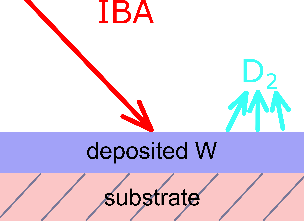 IBA
D₂
deposited W
substrate